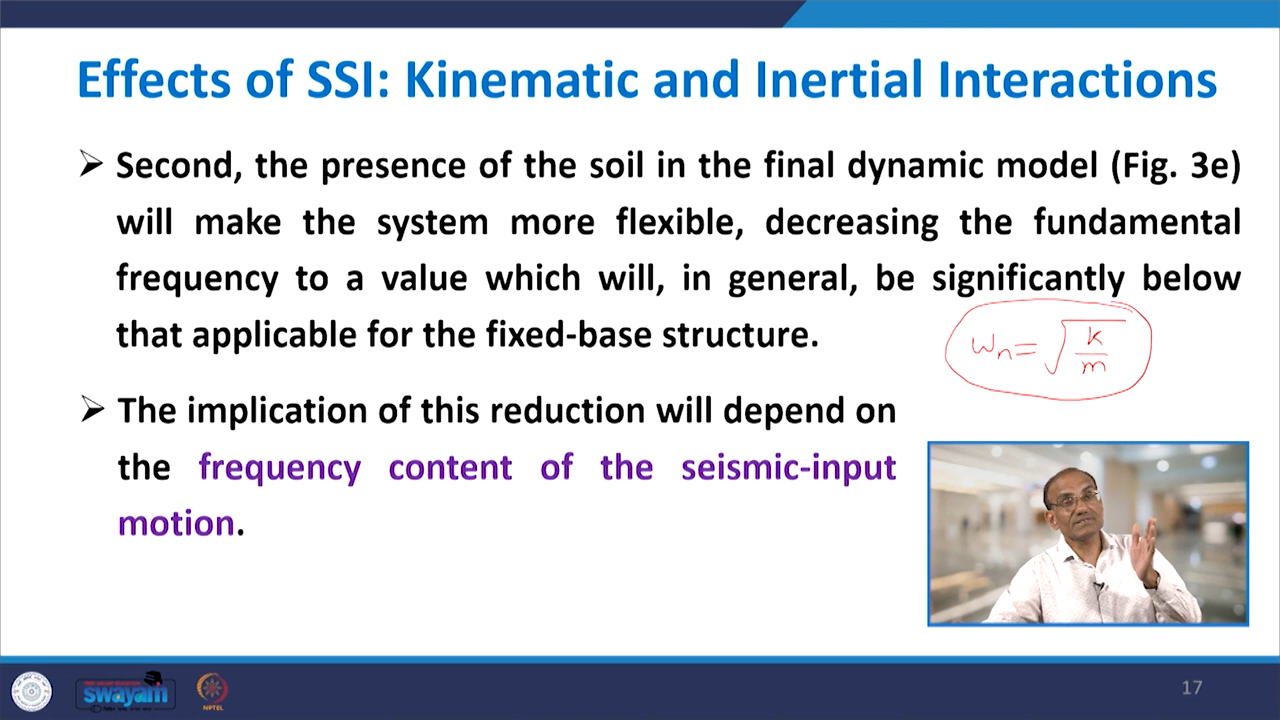 Effects of SSI: Kinematic and Inertial Interactions
➢ Second, the presence of the soil in the final dynamic model (Fig. 3e)
will make the system more flexible, decreasing the fundamental
frequency to a value which will, in general, be significantly below
that applicable for the fixed-base structure.
ωn = √k/m
➢ The implication of this reduction will depend on
the frequency content of the seismic-input
motion.
swayam
NPTEL
17